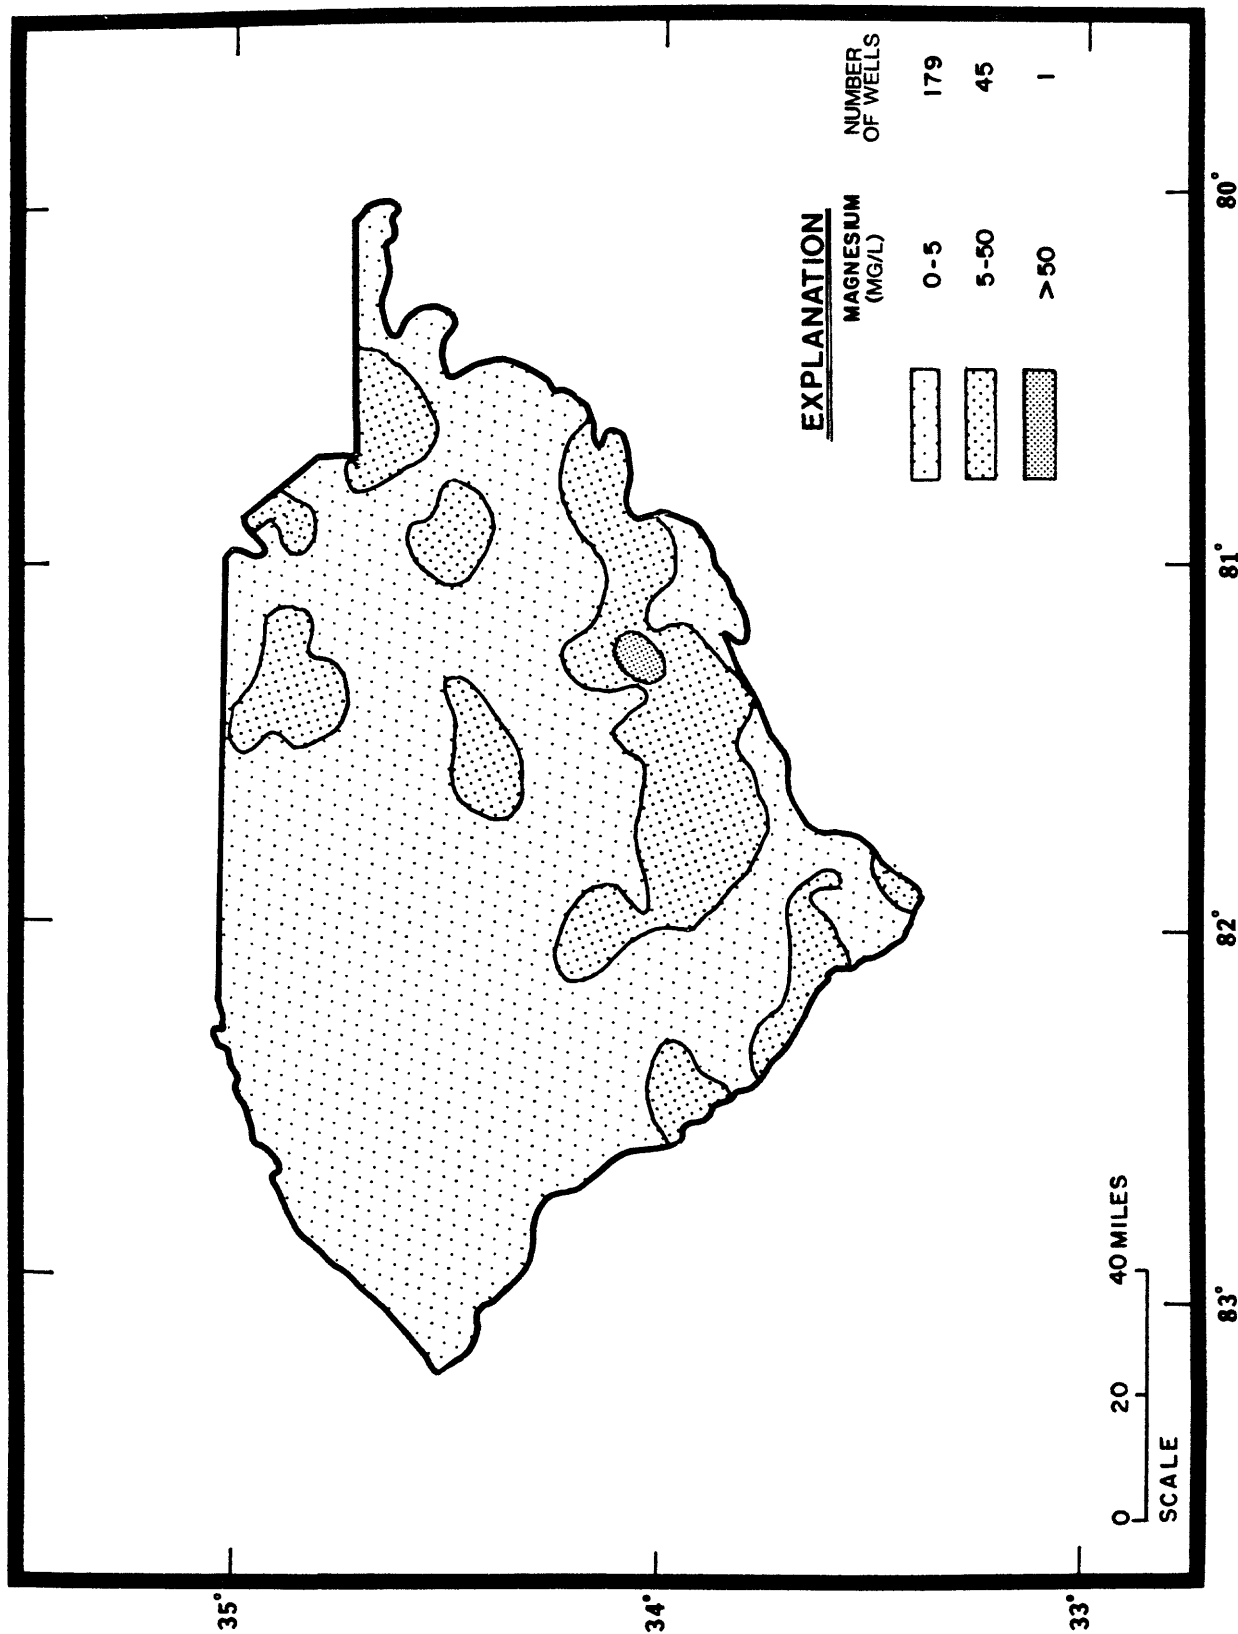 EXPLANATION
MAGNESIUM
(MG/L)
NUMBER
OF WELLS
0-5 179
5-50 45
>50 1
35°
34°
33°
0 20 40 MILES
SCALE
83° 82° 81° 80°